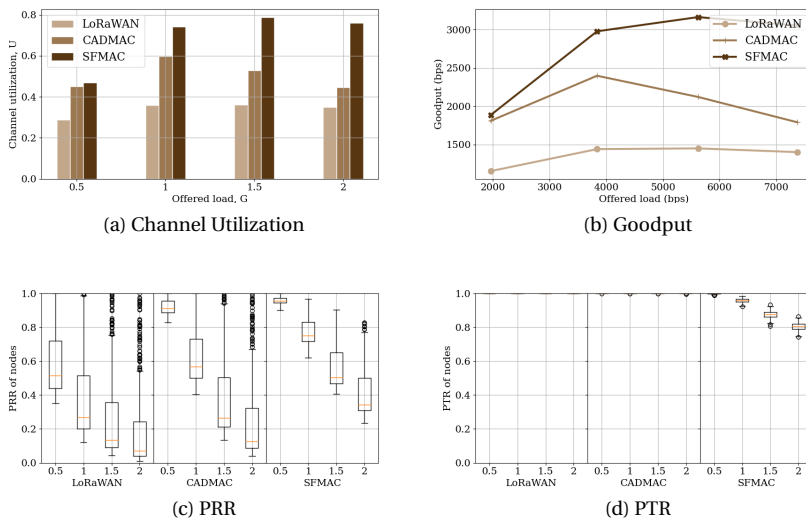 LoRaWAN
CADMAC
SFMAC
Channel utilization, U
0.8
0.6
0.4
0.2
0.0
0.5
1
1.5
2
Offered load, G
(a) Channel Utilization
LoRaWAN
CADMAC
SFMAC
Goodput (bps)
3000
2500
2000
1500
2000
3000
4000
5000
6000
7000
Offered load (bps)
(b) Goodput
PRR of nodes
1.0
0.8
0.6
0.4
0.2
0.0
0.5 1 1.5 2 0.5 1 1.5 2 0.5 1 1.5 2
LoRaWAN CADMAC SFMAC
(c) PRR
PTR of nodes
1.0
0.8
0.6
0.4
0.2
0.0
0.5 1 1.5 2 0.5 1 1.5 2 0.5 1 1.5 2
LoRaWAN CADMAC SFMAC
(d) PTR